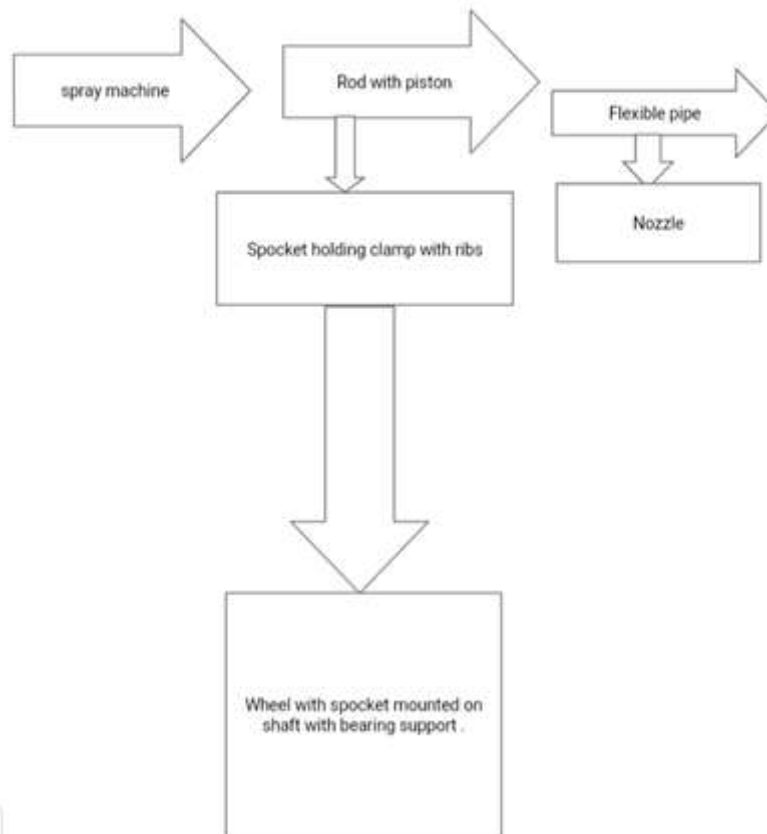 spray machine
Rod with piston
Flexible pipe
Spocket holding clamp with ribs
Nozzle
Wheel with spocket mounted on
shaft with bearing support .